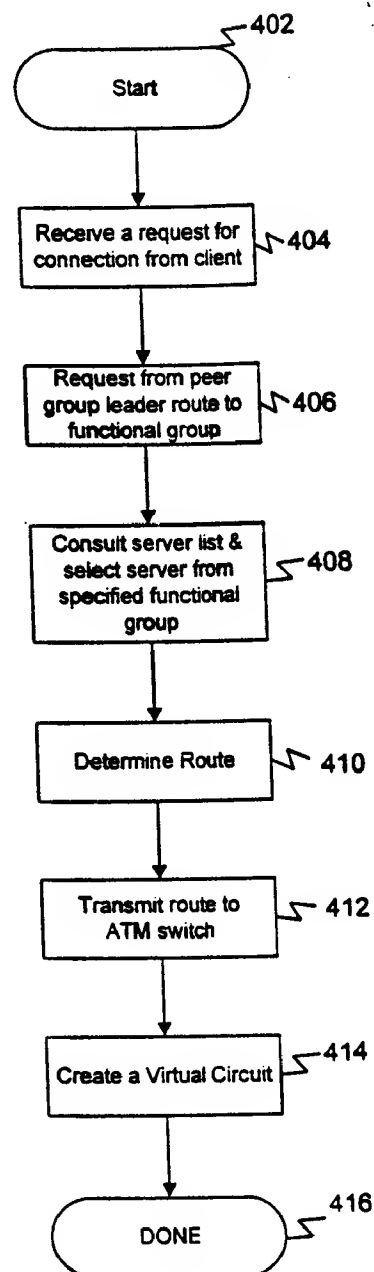 402
Start
Receive a request for
connection from client
404
Request from peer
group leader route to
functional group
406
Consult server list &
select server from
specified functional
group
408
Determine Route
410
Transmit route to
ATM switch
412
Create a Virtual Circuit
414
DONE
416